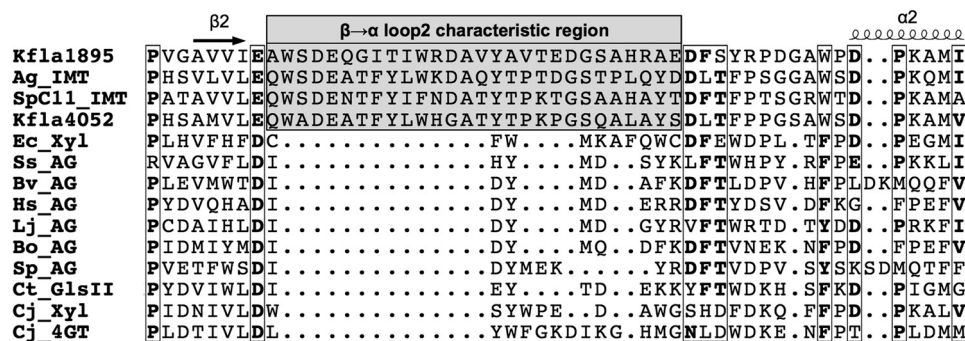 β2
β→α loop2 characteristic region
α2
Kfla1895 PVGAVVIEAWSDEQGITIWRDAVYAVTEDGSAHRAEDFSYRPDGAWPD..PKAMI
Ag_IMT PHSVLVLEQWSDEATFYLWKDAQYTPTDGSTPLQYDDLTFPSGGAWSD..PKQMI
SpC11_IMT PATAVVLEQWSDENTFYIFNDATYTPKTGSAAHAYTDFTFPTSGRWTD..PKAMA
Kfla4052 PHSAMVLEQWADEATFYLWHGATYTPKPGSQALAYSDLTFPPGSAWSD..PKAMV
Ec_Xyl PLHVFHFDC..............FW....MKAFQWCDFEWDPL.TFPD..PEGMI
Ss_AG RVAGVFLDI..............HY....MD..SYKLFTWHPY.RFPE..PKKLI
Bv_AG PLEVMWTDI..............DY....MD..AFKDFTLDPV.HFPLDKMQQFV
Hs_AG PYDVQHADI..............DY....MD..ERRDFTYDSV.DFKG..FPEFV
Lj_AG PCDAIHLDI..............DY....MD..GYRVFTWRTD.TYDD..PKKFI
Bo_AG PIDMIYMDI..............DY....MQ..DFKDFTVNEK.NFPD..FPEFV
Sp_AG PVETFWSDI..............DYMEK......YRDFTVDPV.SYSKSDMQTFF
Ct_GlsII PYDVIWLDI..............EY....TD..EKKYFTWDKH.SFKD..PIGMG
Cj_Xyl PIDNIVLDW..............SYWPE....DAWGSHDFDKQ.FFPD..PKALV
Cj_4GT PLDTIVLDL..............YWFGKDIKG.HMGNLDWDKE.NFPT..PLDMM